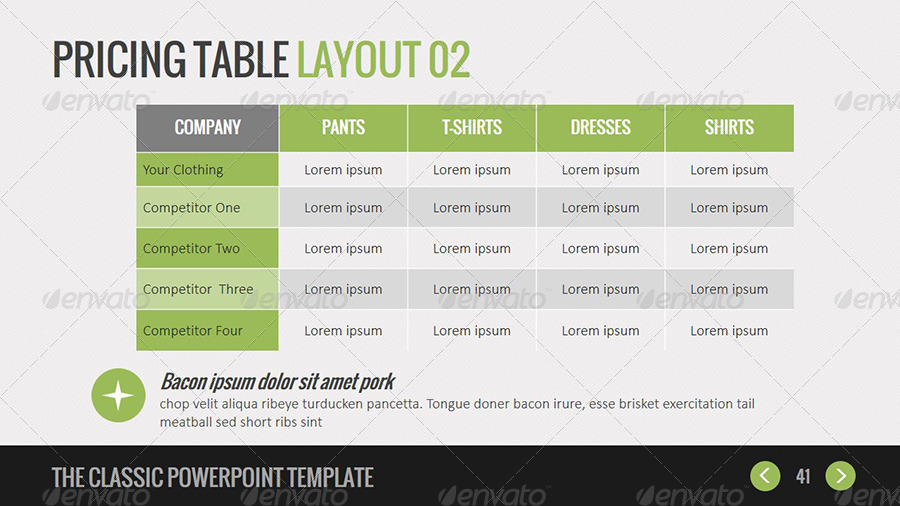 PRICING TABLE LAYOUT 02
COMPANY PANTS T-SHIRTS DRESSES SHIRTS
Your Clothing Lorem ipsum Lorem ipsum Lorem ipsum Lorem ipsum
Competitor One Lorem ipsum Lorem ipsum Lorem ipsum Lorem ipsum
Competitor Two Lorem ipsum Lorem ipsum Lorem ipsum Lorem ipsum
Competitor Three Lorem ipsum Lorem ipsum Lorem ipsum Lorem ipsum
Competitor Four Lorem ipsum Lorem ipsum Lorem ipsum Lorem ipsum
Bacon ipsum dolor sit amet pork
chop velit aliqua ribeye turducken pancetta. Tongue doner bacon irure, esse brisket exercitation tail
meatball sed short ribs sint
THE CLASSIC POWERPOINT TEMPLATE 41
envato